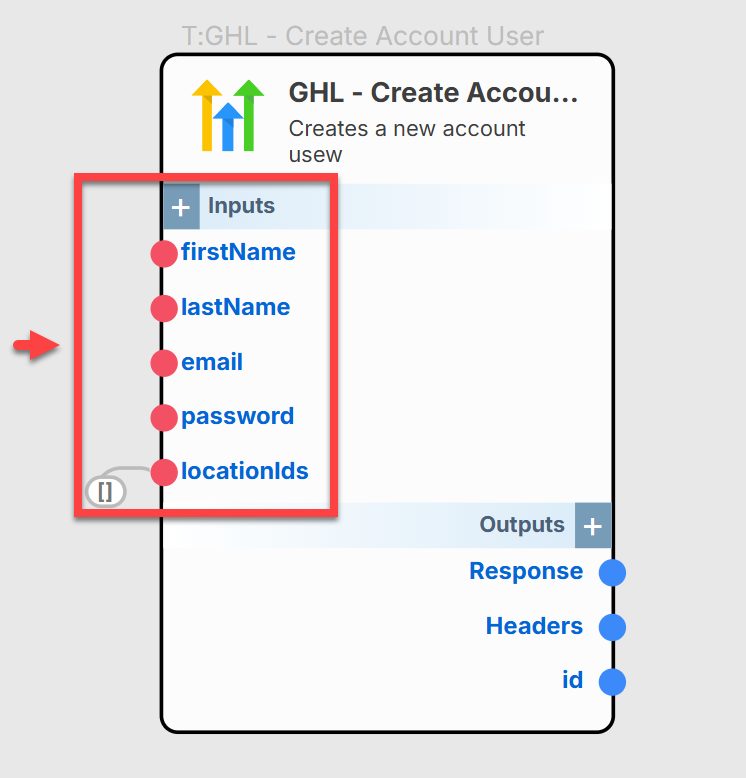 T:GHL - Create Account User
GHL - Create Accou...
Creates a new account
usew
+ Inputs
firstName
lastName
email
password
locationIds
[]
Outputs +
Response
Headers
id